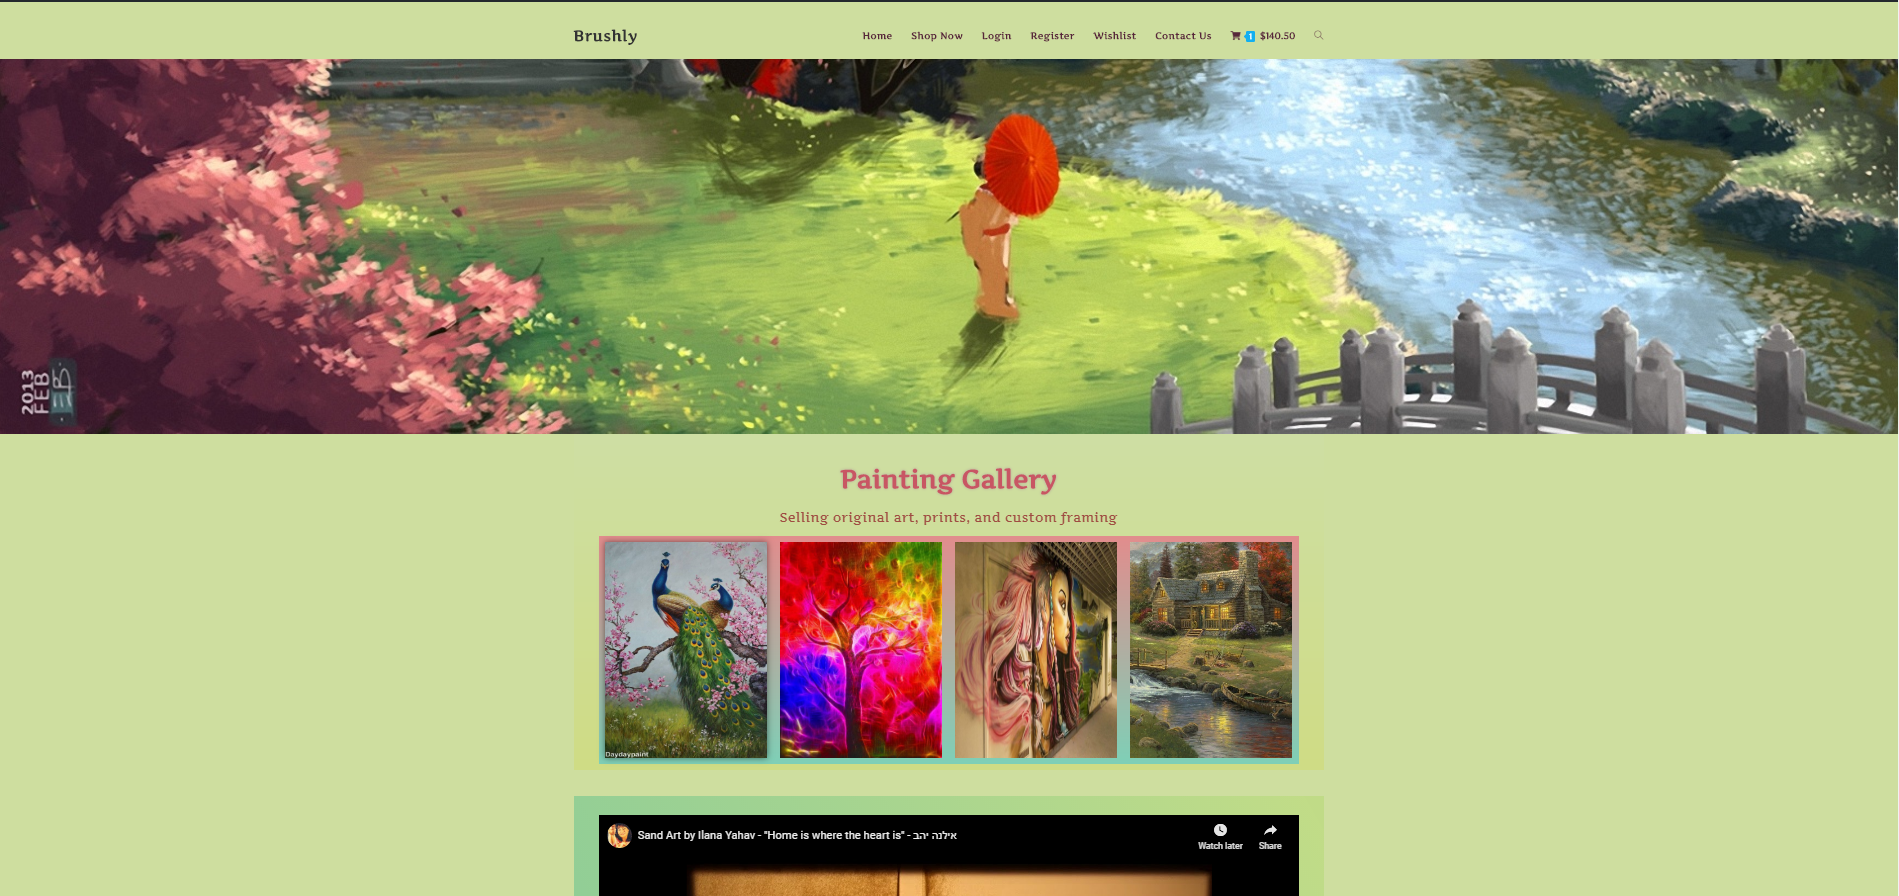 Brushly
Home Shop Now Login Register Wishlist Contact Us 1 $140.50
2013
FEB
Painting Gallery
Selling original art, prints, and custom framing
Daydaypaint
Sand Art by Ilana Yahav - "Home is where the heart is" - אילנה יהב
Watch later Share